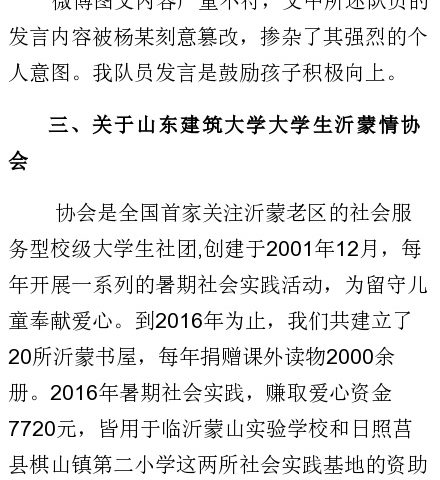 微博图文内容严重不符，文中所述队员的
发言内容被杨某刻意篡改，掺杂了其强烈的个
人意图。我队员发言是鼓励孩子积极向上。
三、关于山东建筑大学大学生沂蒙情协
会
协会是全国首家关注沂蒙老区的社会服
务型校级大学生社团,创建于2001年12月，每
年开展一系列的暑期社会实践活动，为留守儿
童奉献爱心。到2016年为止，我们共建立了
20所沂蒙书屋，每年捐赠课外读物2000余
册。2016年暑期社会实践，赚取爱心资金
7720元，皆用于临沂蒙山实验学校和日照莒
县棋山镇第二小学这两所社会实践基地的资助